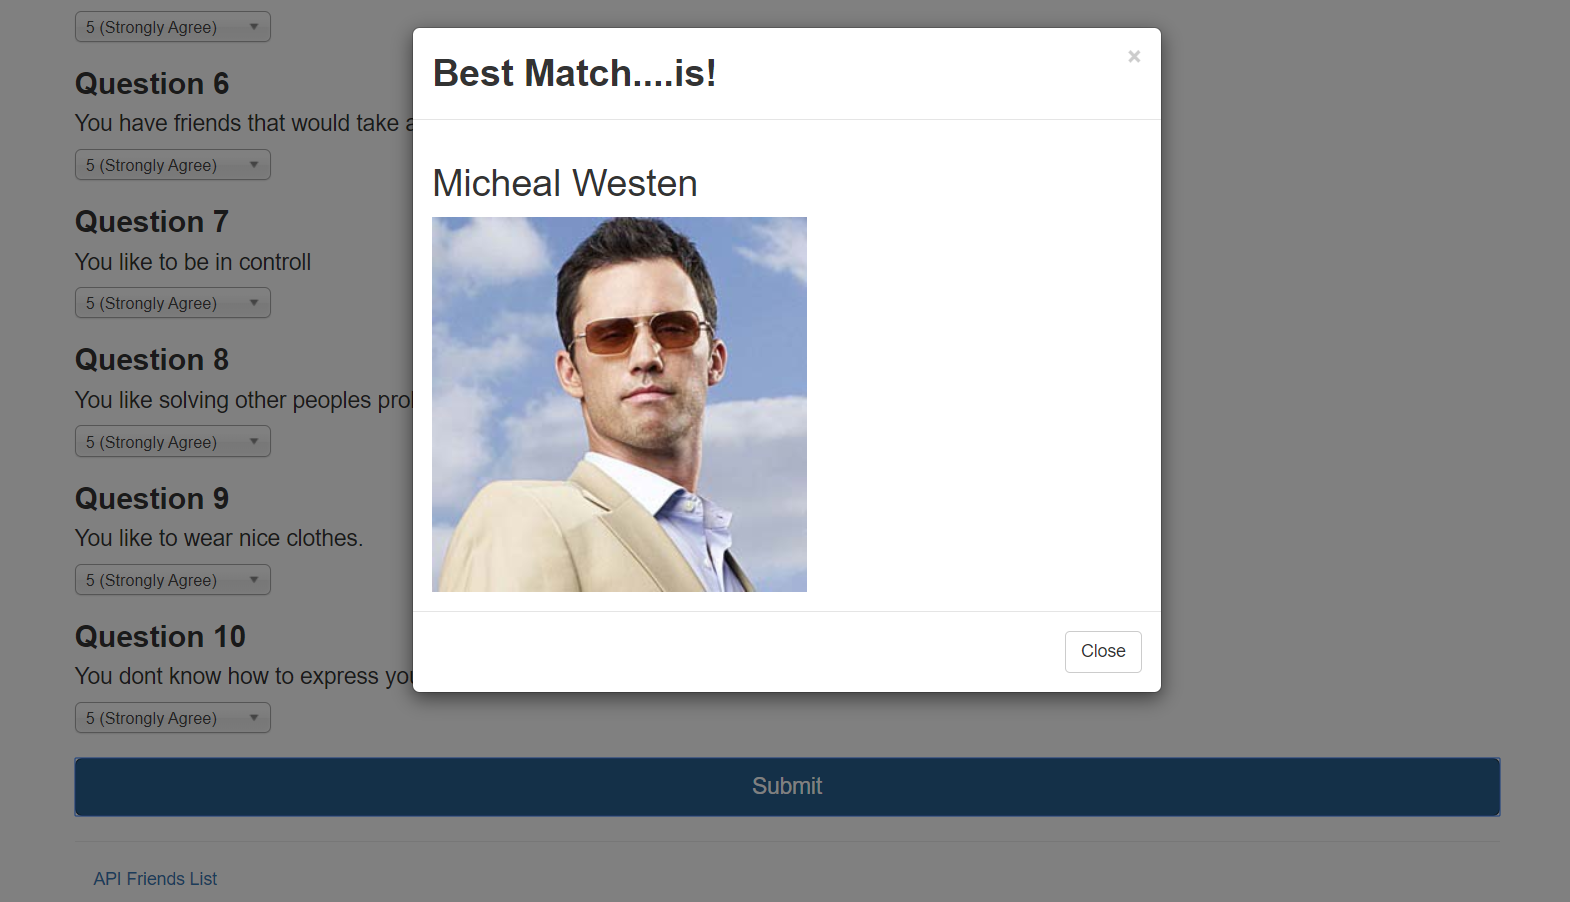 5 (Strongly Agree)
Question 6
You have friends that would take
5 (Strongly Agree)
Question 7
You like to be in controll
5 (Strongly Agree)
Question 8
You like solving other peoples
5 (Strongly Agree)
Question 9
You like to wear nice clothes.
5 (Strongly Agree)
Question 10
You dont know how to express
5 (Strongly Agree)
Submit
API Friends List
Best Match....is!
×
Micheal Westen
Close